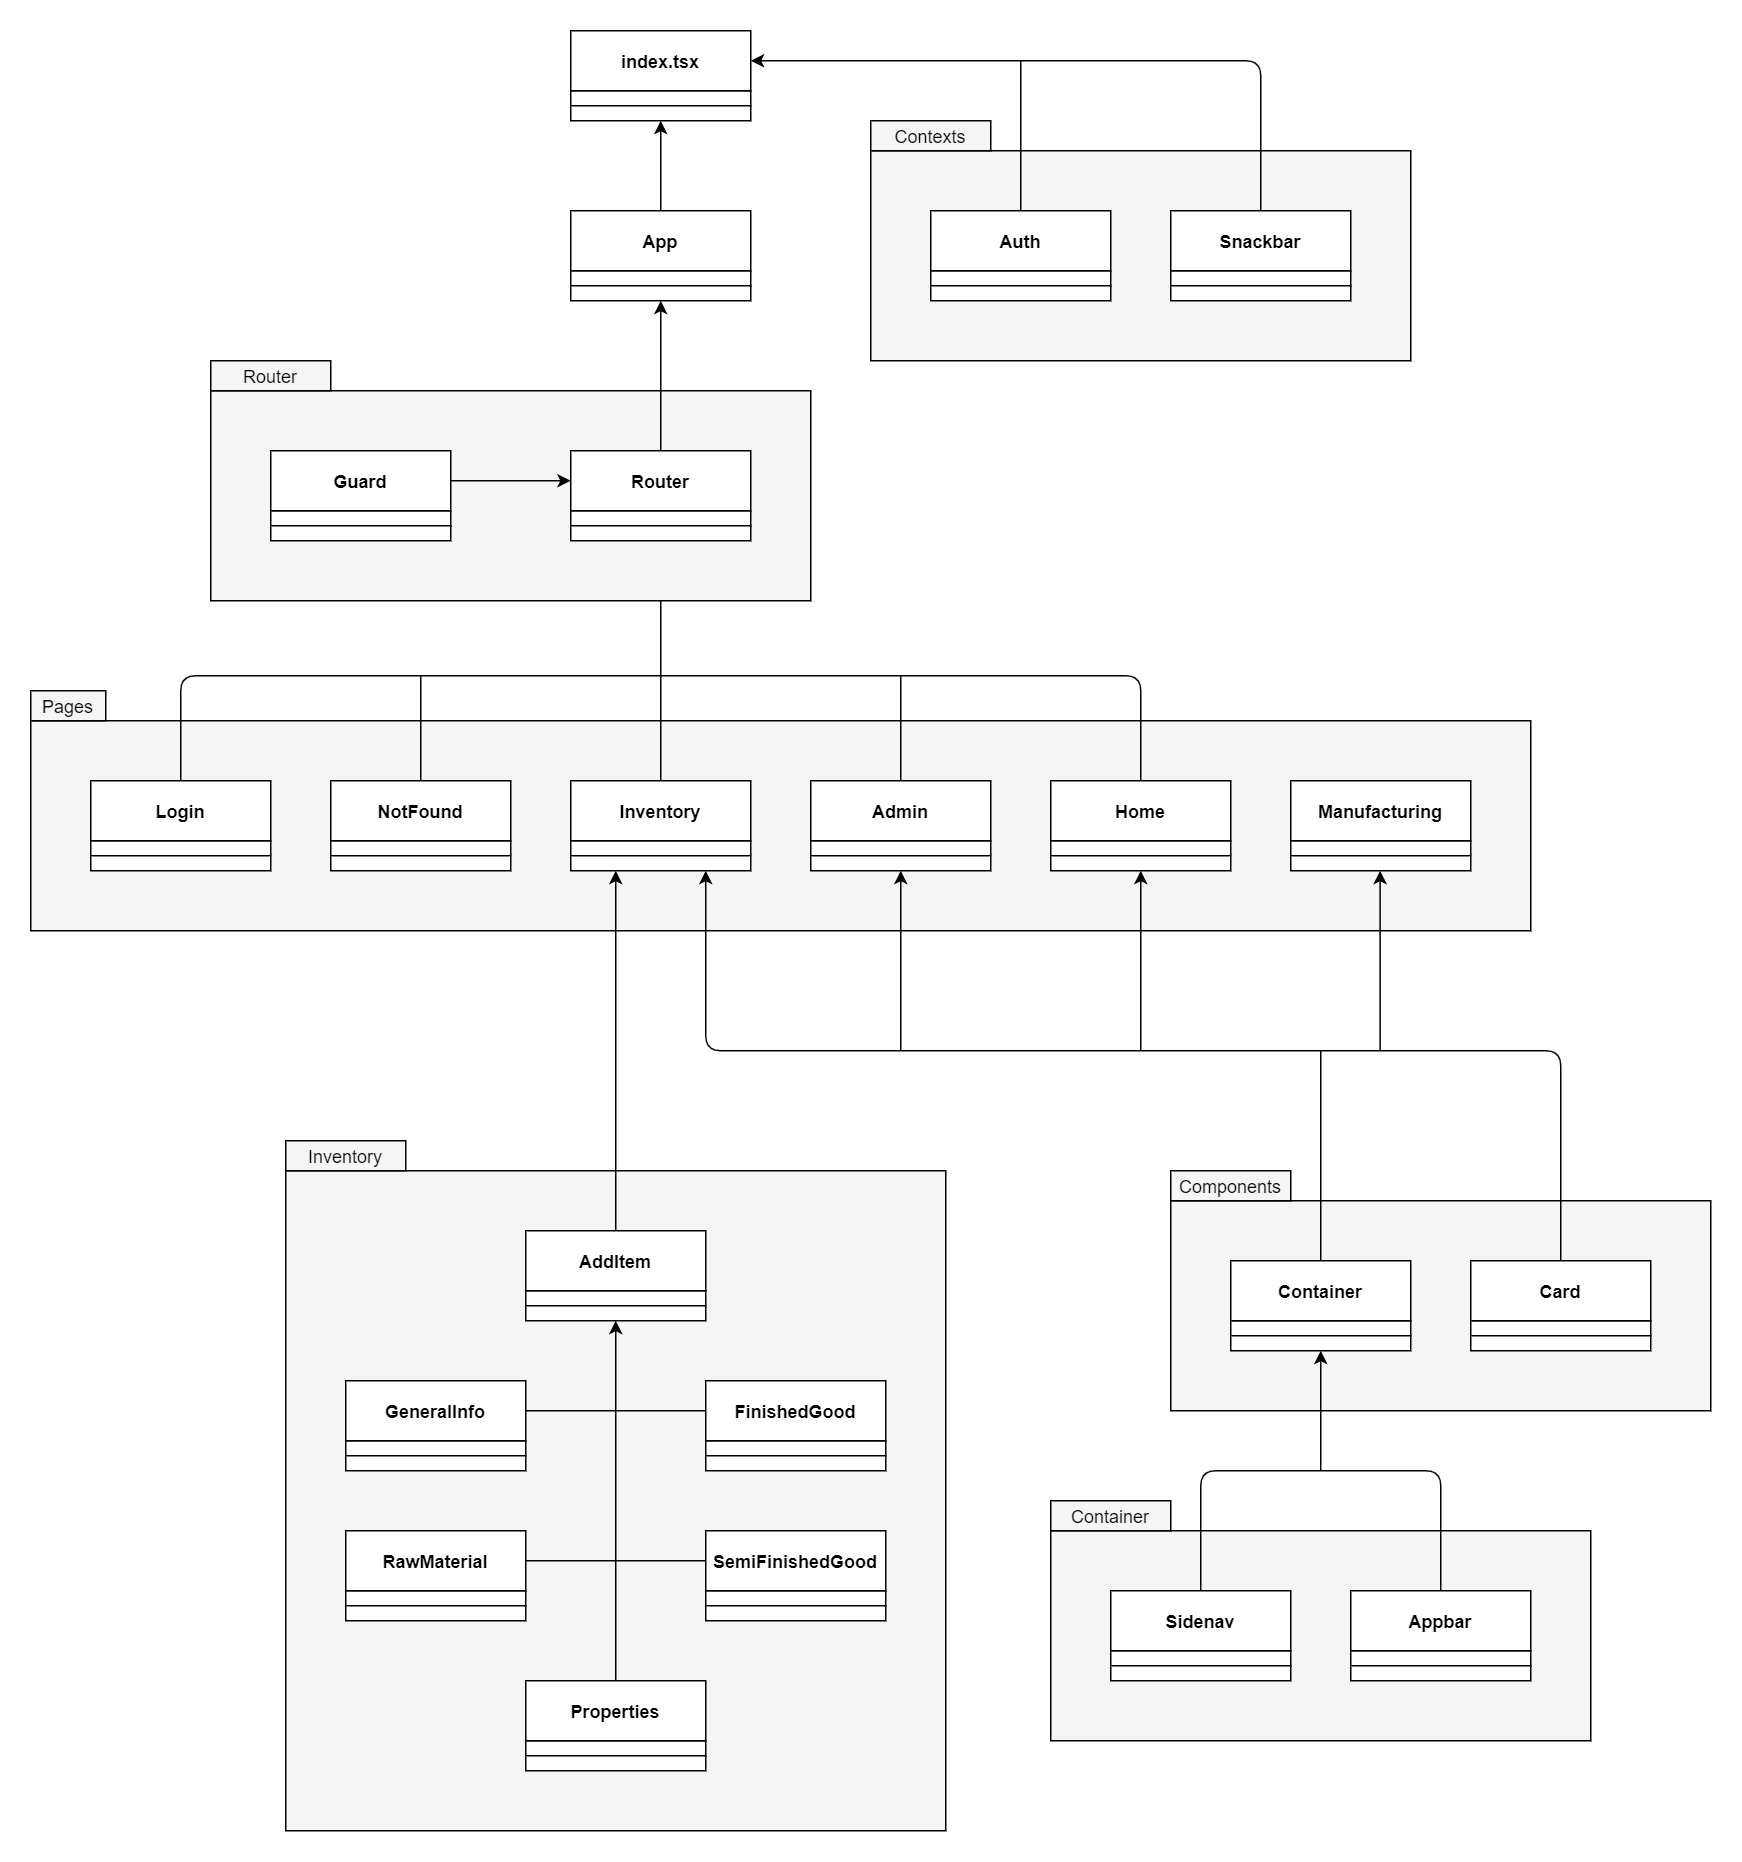 index.tsx
Contexts
App
Auth
Snackbar
Router
Guard
Router
Pages
Login
NotFound
Inventory
Admin
Home
Manufacturing
Inventory
Components
AddItem
Container
Card
GeneralInfo
FinishedGood
Container
RawMaterial
SemiFinishedGood
Sidenav
Appbar
Properties